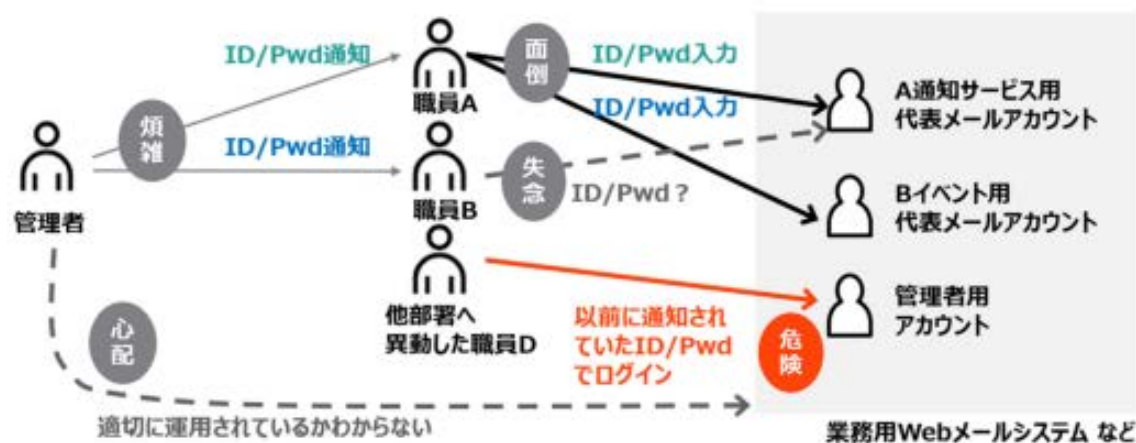 ID/Pwd通知
煩雑
ID/Pwd通知
管理者
職員A
職員B
他部署へ
異動した職員D
面倒
ID/Pwd入力
ID/Pwd入力
失念
ID/Pwd?
以前に通知され
ていたID/Pwd
でログイン
危険
A通知サービス用
代表メールアカウント
Bイベント用
代表メールアカウント
管理者用
アカウント
心配
適切に運用されているかわからない
業務用Webメールシステム など